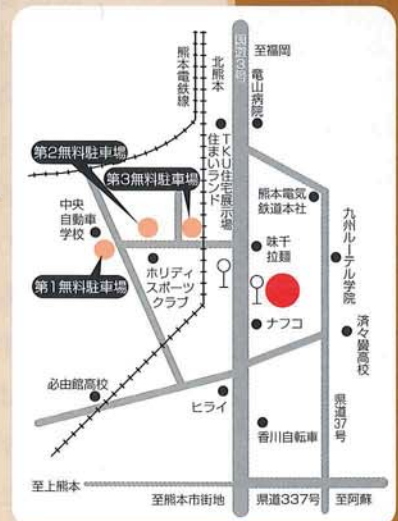 国道3号
至福岡
竜山病院
北熊本
熊本電鉄線
TKU住宅展示場
住まいランド
第2無料駐車場
第3無料駐車場
中央
自動車
学校
第1無料駐車場
ホリディ
スポーツ
クラブ
熊本電気
鉄道本社
味千
拉麺
九州ルーテル学院
ナフコ
済々黌高校
必由館高校
ヒライ
香川自転車
県道37号
至上熊本
至熊本市街地
県道337号
至阿蘇